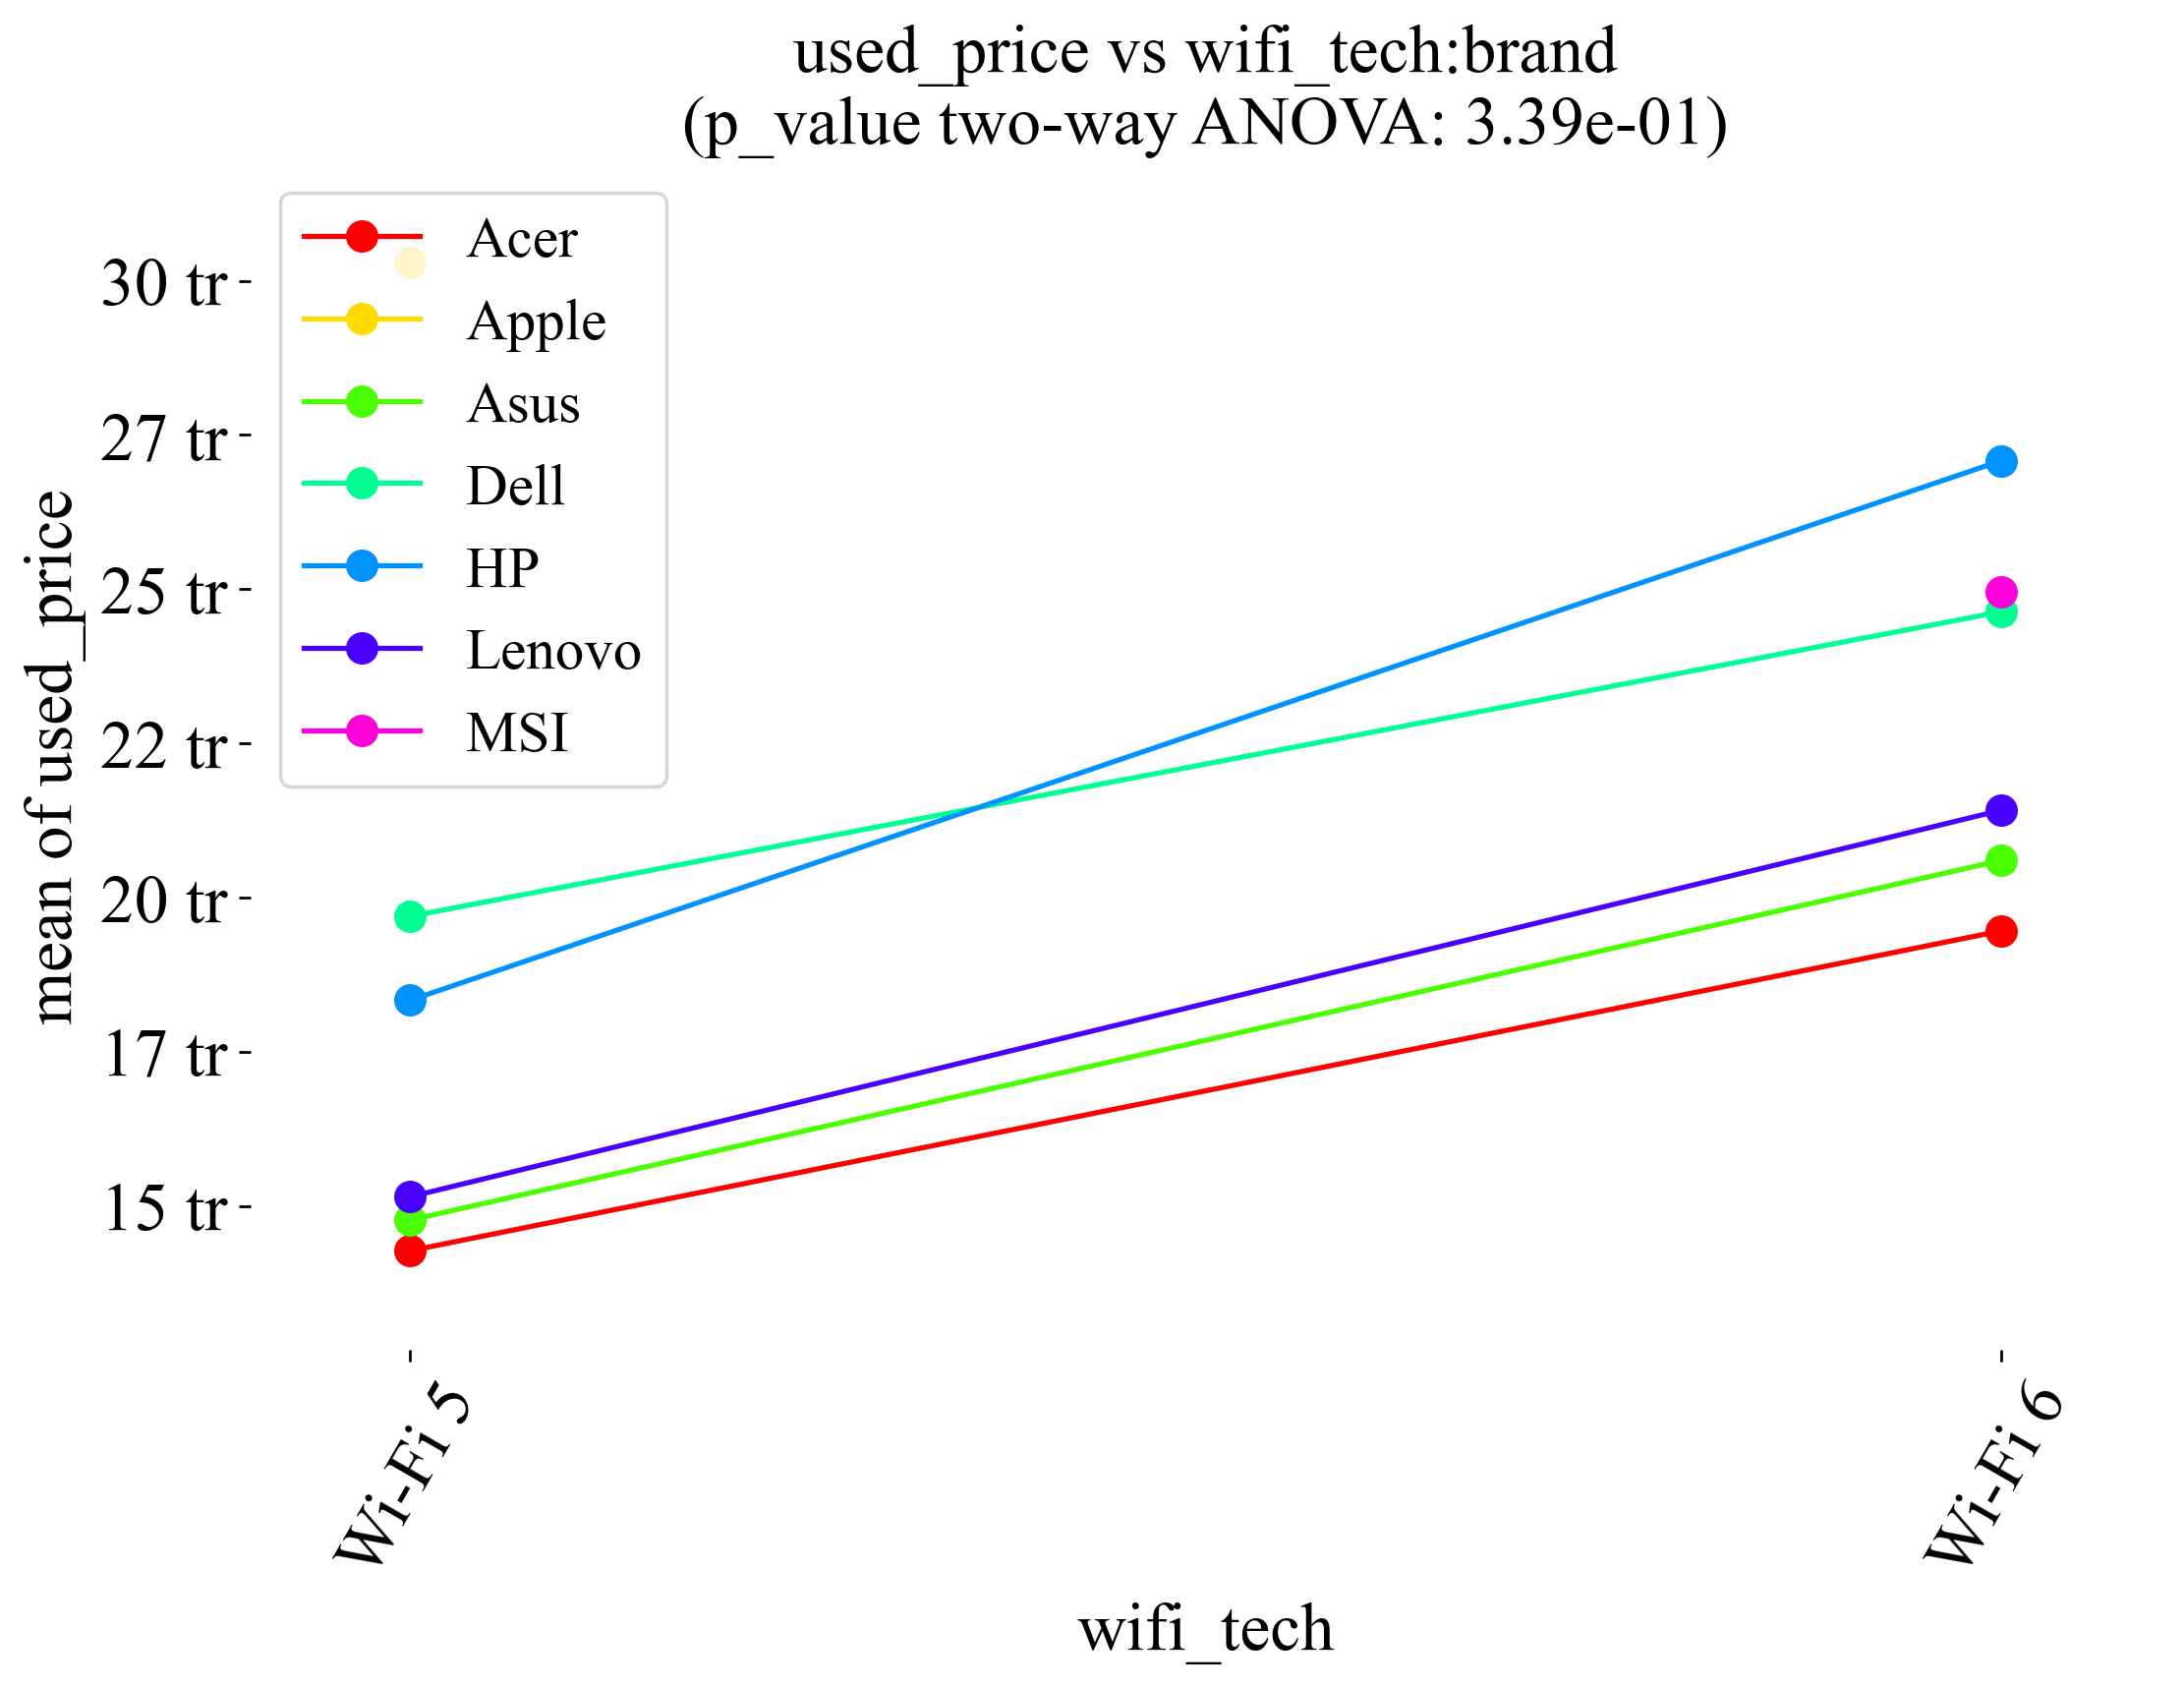 used_price vs wifi_tech:brand
(p_value two-way ANOVA: 3.39e-01)
Acer
Apple
Asus
Dell
HP
Lenovo
MSI
30 tr
27 tr
25 tr
22 tr
20 tr
17 tr
15 tr
mean of used_price
Wi-Fi 5
Wi-Fi 6
wifi_tech